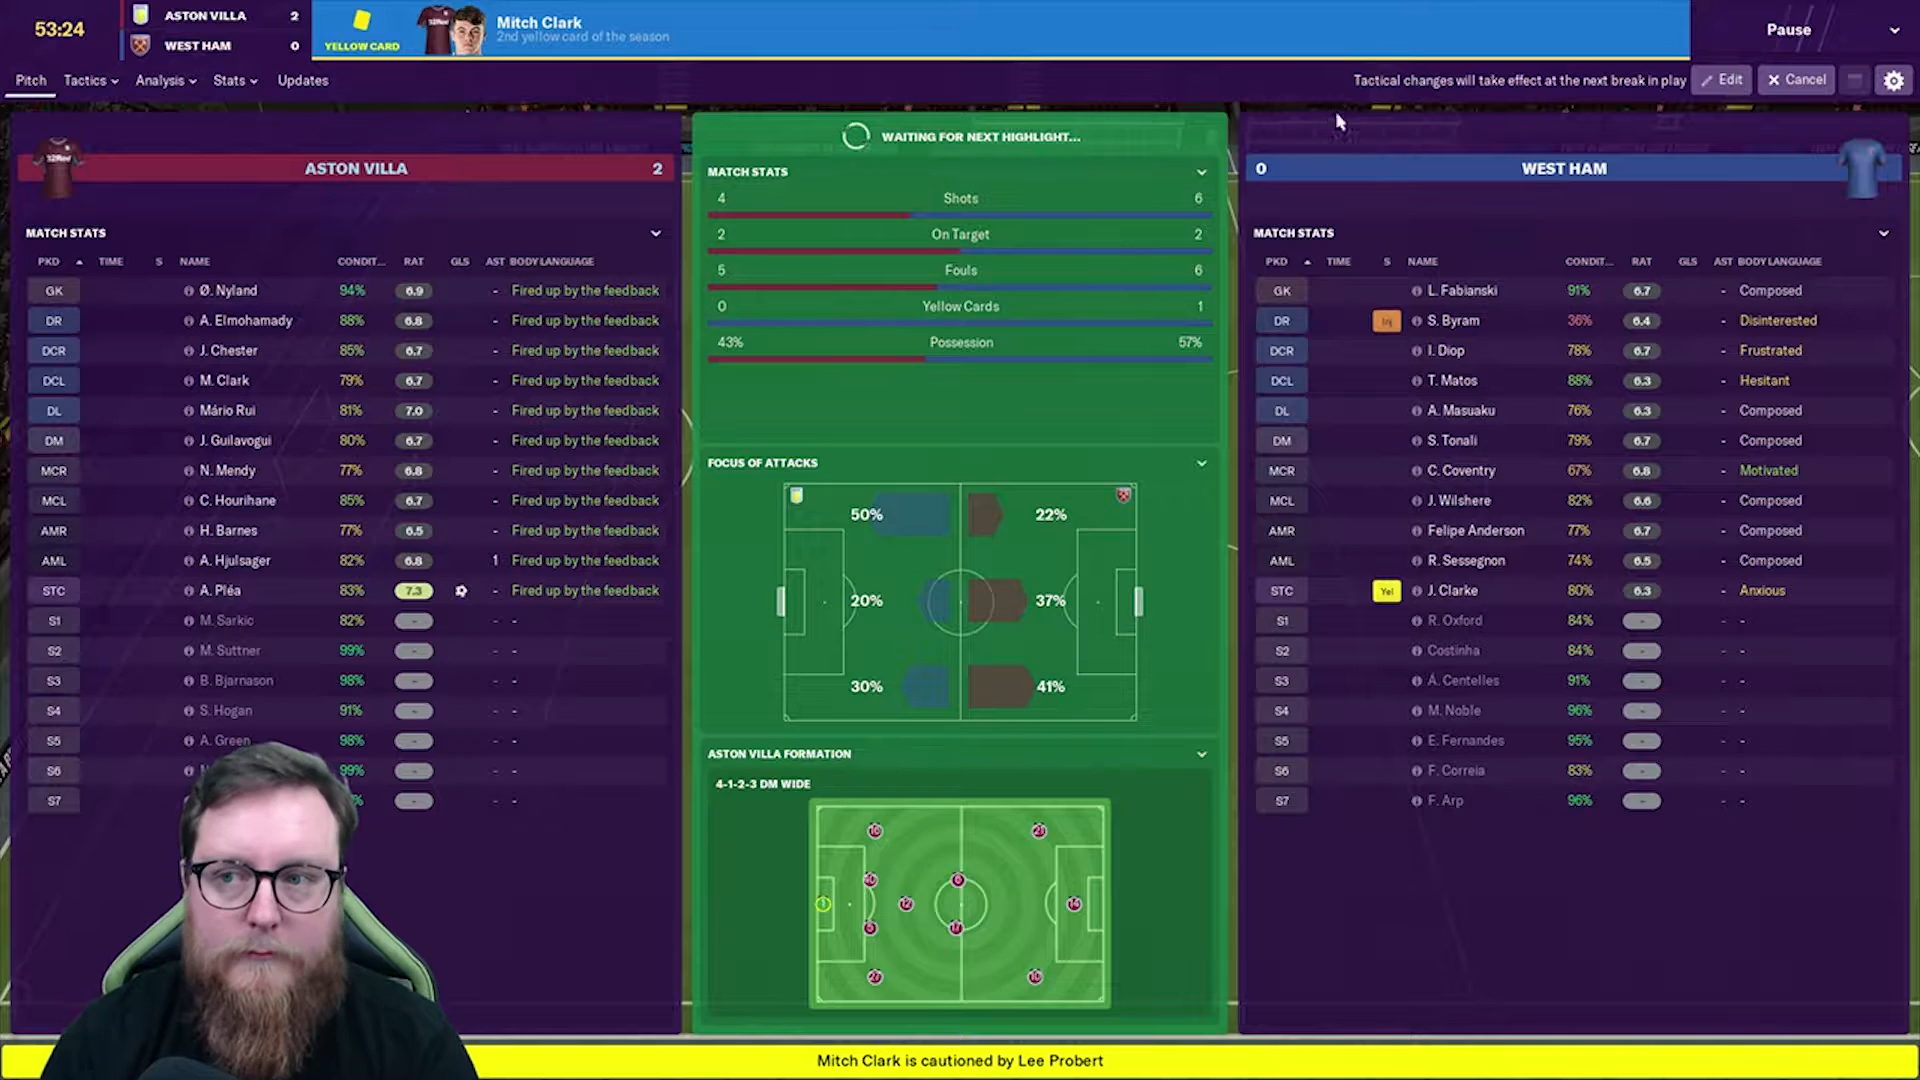 53:24
ASTON VILLA 2
WEST HAM 0
YELLOW CARD
Mitch Clark
2nd yellow card of the season
Pause
Pitch Tactics Analysis Stats Updates
Tactical changes will take effect at the next break in play Edit Cancel
ASTON VILLA 2
MATCH STATS
PKD TIME S NAME CONDIT... RAT GLS AST BODY LANGUAGE
GK Ø. Nyland 94% 6.9 - Fired up by the feedback
DR A. Elmohamady 88% 6.8 - Fired up by the feedback
DCR J. Chester 85% 6.7 - Fired up by the feedback
DCL M. Clark 79% 6.7 - Fired up by the feedback
DL Mário Rui 81% 7.0 - Fired up by the feedback
DM J. Guilavogui 80% 6.7 - Fired up by the feedback
MCR N. Mendy 77% 6.8 - Fired up by the feedback
MCL C. Hourihane 85% 6.7 - Fired up by the feedback
AMR H. Barnes 77% 6.5 - Fired up by the feedback
AML A. Hjulsager 82% 6.8 1 Fired up by the feedback
STC A. Pléa 83% 7.3 - Fired up by the feedback
S1 M. Sarkic 82% - - -
S2 M. Suttner 99% - - -
S3 B. Bjarnason 98% - - -
S4 S. Hogan 91% - - -
S5 A. Green 98% - - -
S6 99% - - -
S7 - - -
WAITING FOR NEXT HIGHLIGHT...
MATCH STATS
4 Shots 6
2 On Target 2
5 Fouls 6
0 Yellow Cards 1
43% Possession 57%
FOCUS OF ATTACKS
50% 22%
20% 37%
30% 41%
ASTON VILLA FORMATION
4-1-2-3 DM WIDE
0 WEST HAM
MATCH STATS
PKD TIME S NAME CONDIT... RAT GLS AST BODY LANGUAGE
GK L. Fabianski 91% 6.7 - Composed
DR Inj S. Byram 36% 6.4 - Disinterested
DCR I. Diop 78% 6.7 - Frustrated
DCL T. Matos 88% 6.3 - Hesitant
DL A. Masuaku 76% 6.3 - Composed
DM S. Tonali 79% 6.7 - Composed
MCR C. Coventry 67% 6.8 - Motivated
MCL J. Wilshere 82% 6.6 - Composed
AMR Felipe Anderson 77% 6.7 - Composed
AML R. Sessegnon 74% 6.5 - Composed
STC Yel J. Clarke 80% 6.3 - Anxious
S1 R. Oxford 84% - - -
S2 Costinha 84% - - -
S3 Á. Centelles 91% - - -
S4 M. Noble 96% - - -
S5 E. Fernandes 95% - - -
S6 F. Correia 83% - - -
S7 F. Arp 96% - - -
Mitch Clark is cautioned by Lee Probert